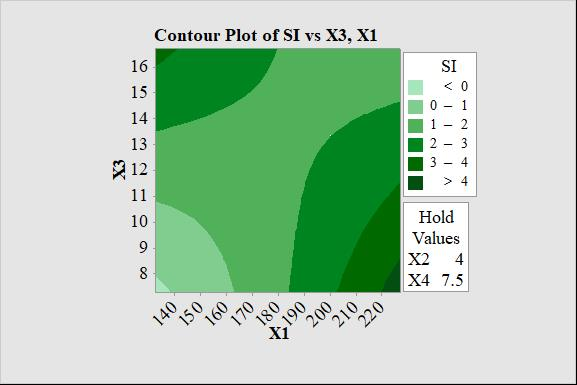 Contour Plot of SI vs X3, X1
X3
16
15
14
13
12
11
10
9
8
140 150 160 170 180 190 200 210 220
X1
SI
< 0
0 – 1
1 – 2
2 – 3
3 – 4
> 4
Hold
Values
X2 4
X4 7.5